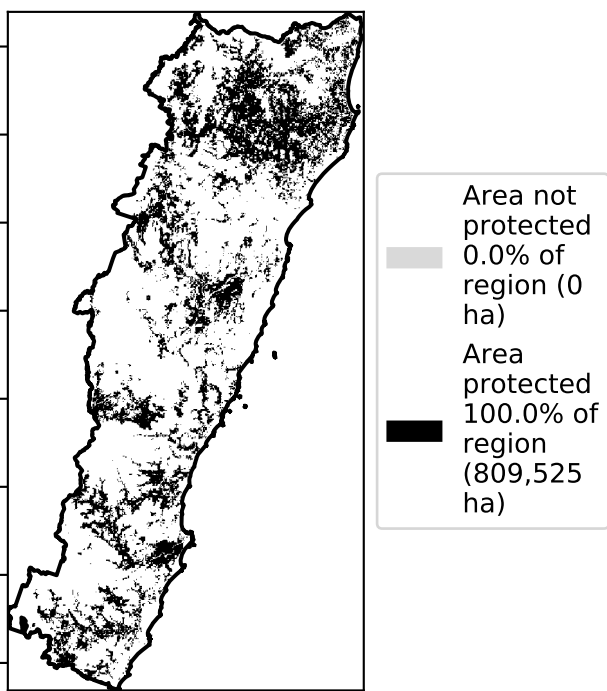 Area not
protected
0.0% of
region (0
ha)
Area
protected
100.0% of
region
(809,525
ha)